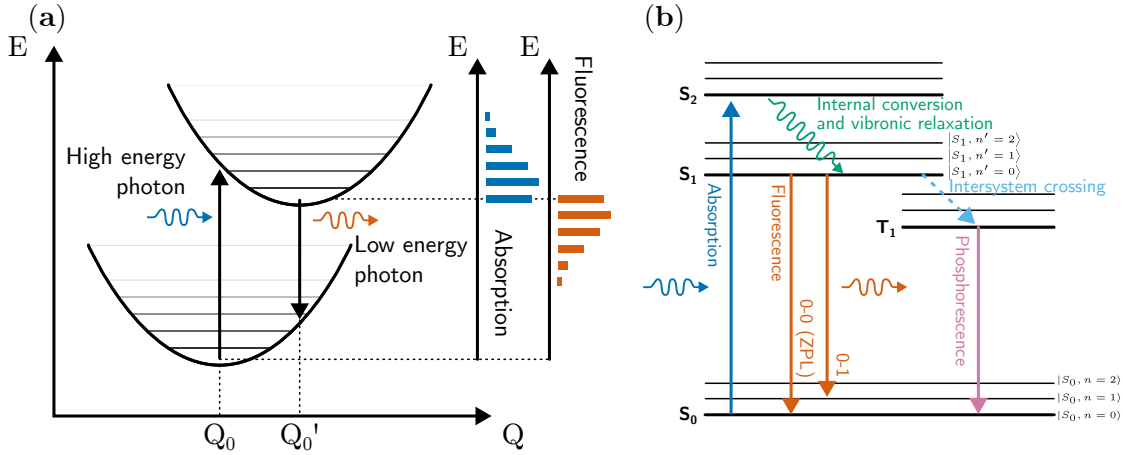 (a)
E
High energy
photon
Low energy
photon
Q₀
Q₀'
Q
E
Absorption
E
Fluorescence
(b)
S₂
Internal conversion
and vibronic relaxation
|S₁, n′ = 2⟩
|S₁, n′ = 1⟩
|S₁, n′ = 0⟩
S₁
Intersystem crossing
T₁
Absorption
Fluorescence
0-0 (ZPL)
0-1
Phosphorescence
|S₀, n = 2⟩
|S₀, n = 1⟩
|S₀, n = 0⟩
S₀